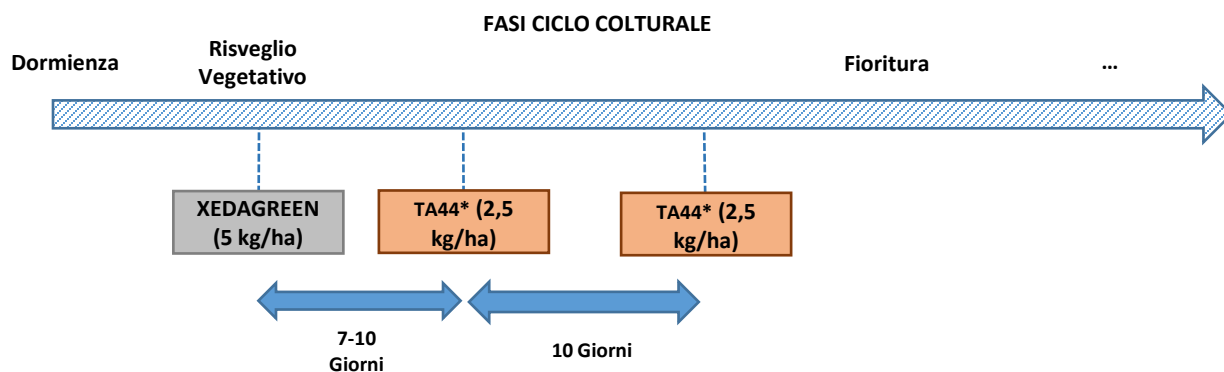 FASI CICLO COLTURALE
Dormienza
Risveglio
Vegetativo
Fioritura
...
XEDAGREEN
(5 kg/ha)
TA44* (2,5
kg/ha)
TA44* (2,5
kg/ha)
7-10
Giorni
10 Giorni